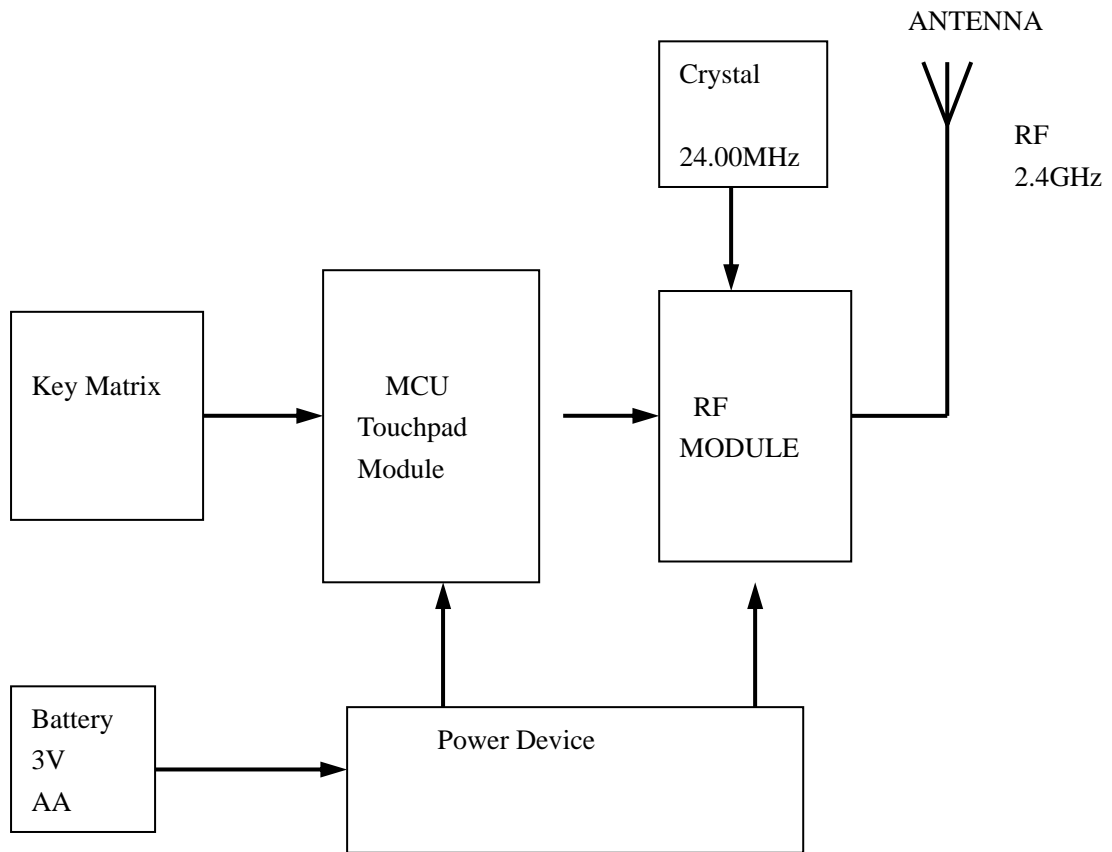 ANTENNA
Crystal
24.00MHz
RF
2.4GHz
Key Matrix
MCU
Touchpad
Module
RF
MODULE
Battery
3V
AA
Power Device